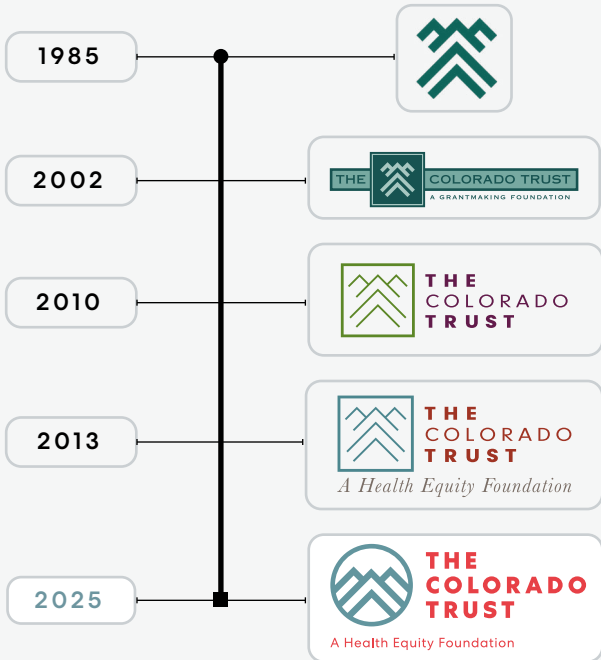 1985
2002
THE COLORADO TRUST
A GRANTMAKING FOUNDATION
2010
THE
COLORADO
TRUST
2013
THE
COLORADO
TRUST
A Health Equity Foundation
2025
THE
COLORADO
TRUST
A Health Equity Foundation